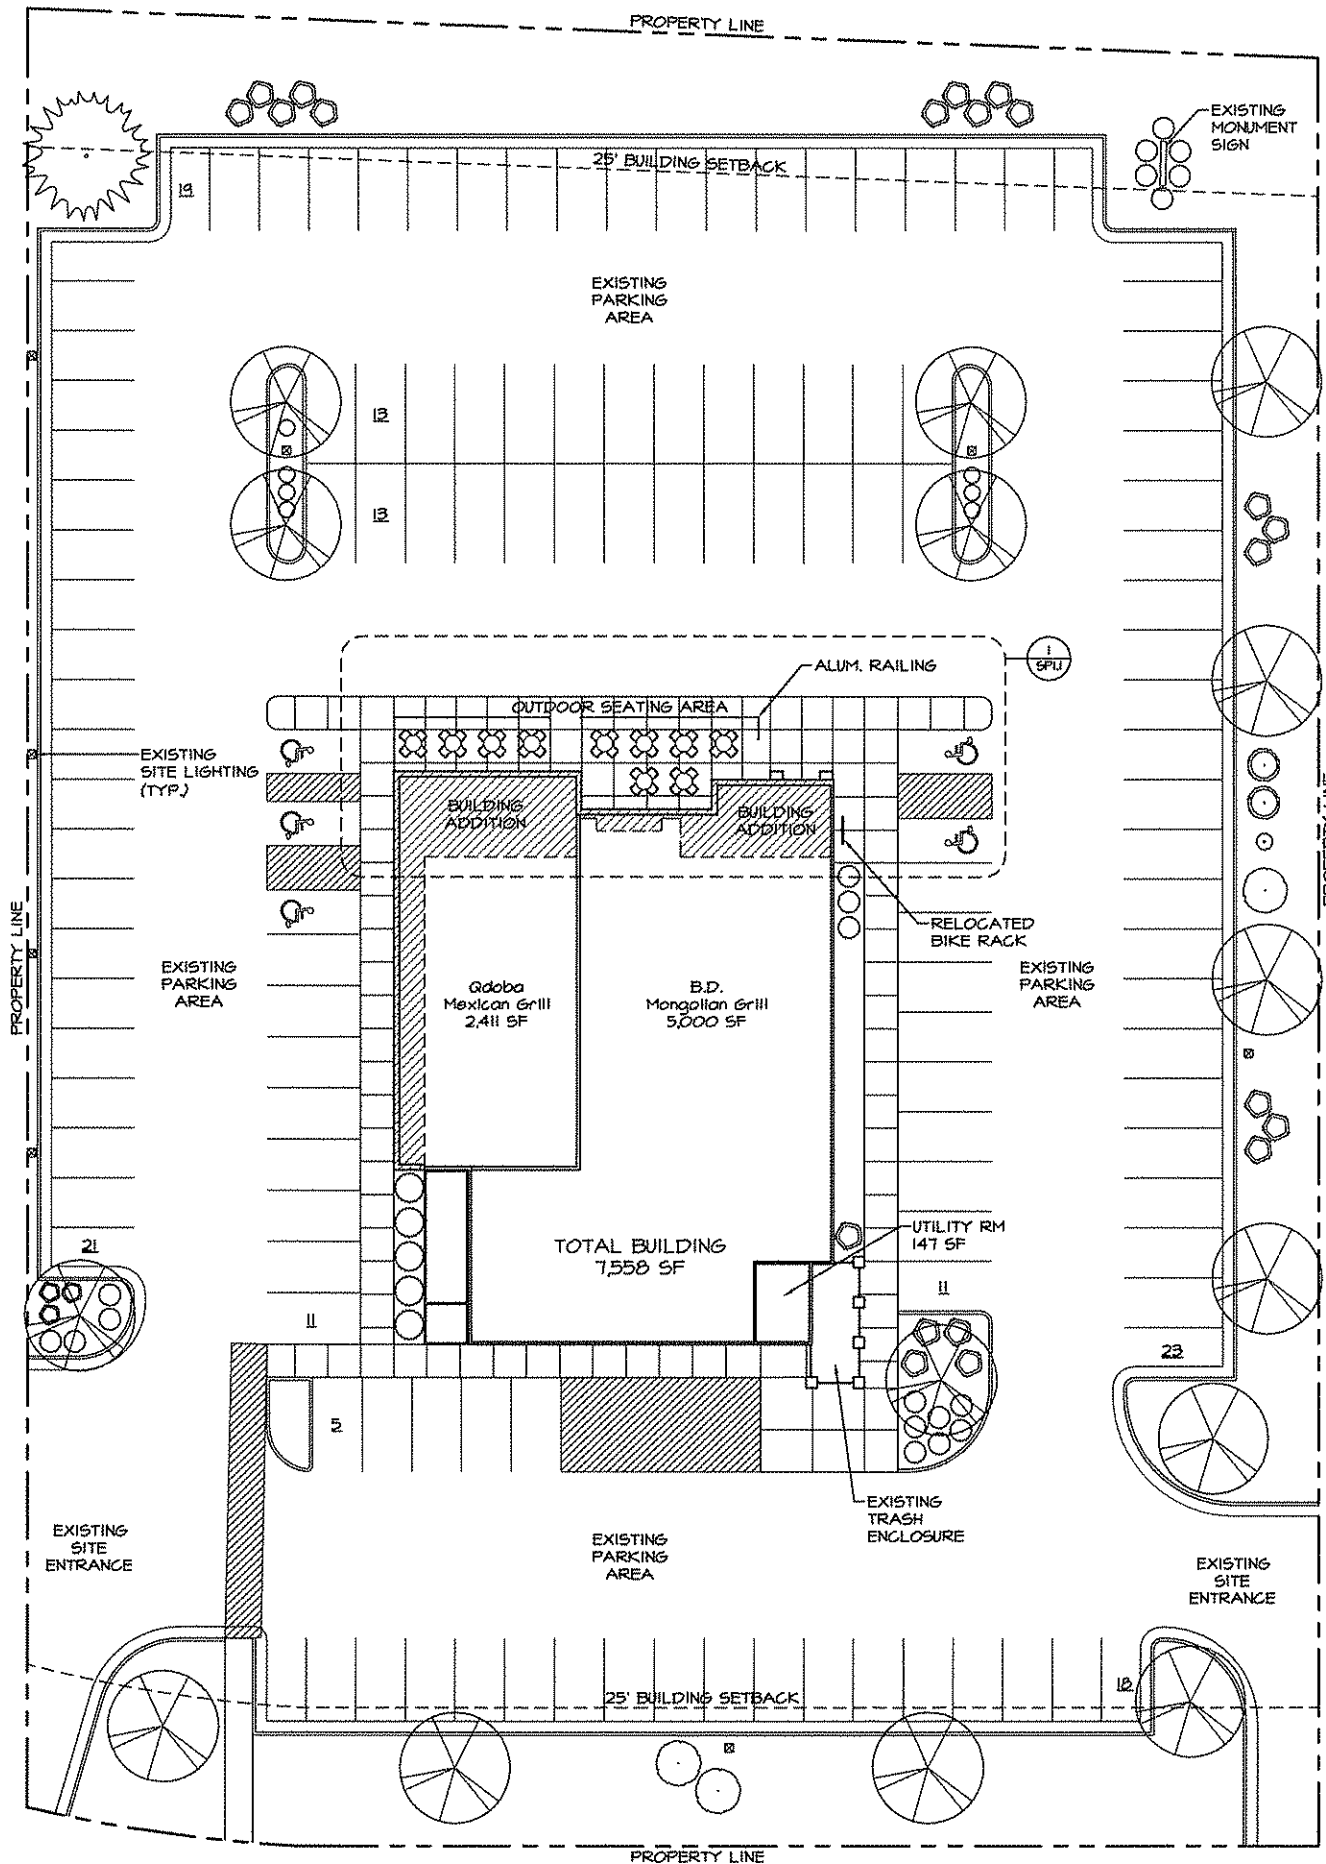 PROPERTY LINE
EXISTING
MONUMENT
SIGN
25' BUILDING SETBACK
19
EXISTING
PARKING
AREA
13
13
ALUM. RAILING
1
SP1.1
OUTDOOR SEATING AREA
EXISTING
SITE LIGHTING
(TYP.)
BUILDING
ADDITION
BUILDING
ADDITION
PROPERTY LINE
PROPERTY LINE
RELOCATED
BIKE RACK
EXISTING
PARKING
AREA
Qdoba
Mexican Grill
2,411 SF
B.D.
Mongolian Grill
5,000 SF
EXISTING
PARKING
AREA
UTILITY RM
147 SF
21
TOTAL BUILDING
7,558 SF
11
11
23
5
EXISTING
TRASH
ENCLOSURE
EXISTING
SITE
ENTRANCE
EXISTING
PARKING
AREA
EXISTING
SITE
ENTRANCE
18
25' BUILDING SETBACK
PROPERTY LINE